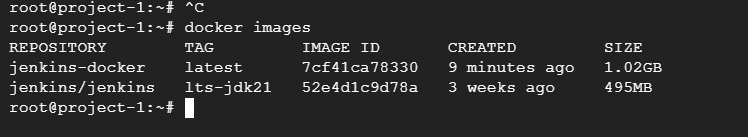 root@project-1:~# ^C
root@project-1:~# docker images
REPOSITORY TAG IMAGE ID CREATED SIZE
jenkins-docker latest 7cf41ca78330 9 minutes ago 1.02GB
jenkins/jenkins lts-jdk21 52e4d1c9d78a 3 weeks ago 495MB
root@project-1:~#